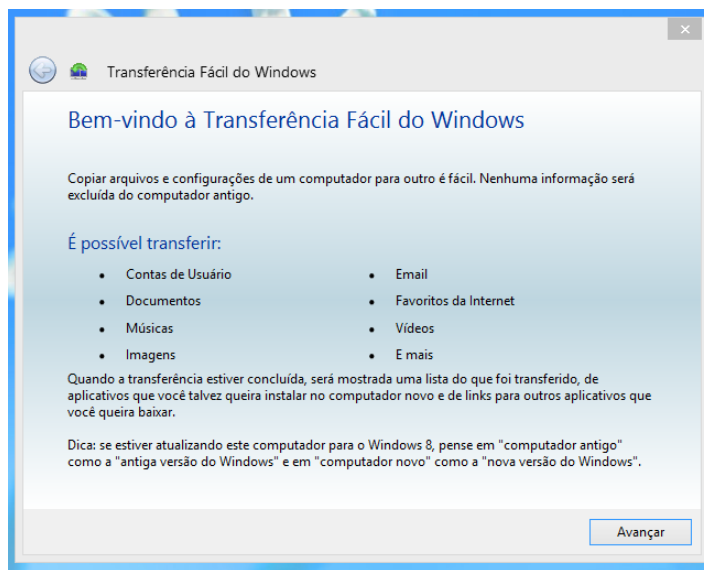 Transferência Fácil do Windows
Bem-vindo à Transferência Fácil do Windows
Copiar arquivos e configurações de um computador para outro é fácil. Nenhuma informação será
excluída do computador antigo.
É possível transferir:
• Contas de Usuário
• Documentos
• Músicas
• Imagens
• Email
• Favoritos da Internet
• Vídeos
• E mais
Quando a transferência estiver concluída, será mostrada uma lista do que foi transferido, de
aplicativos que você talvez queira instalar no computador novo e de links para outros aplicativos que
você queira baixar.
Dica: se estiver atualizando este computador para o Windows 8, pense em "computador antigo"
como a "antiga versão do Windows" e em "computador novo" como a "nova versão do Windows".
Avançar